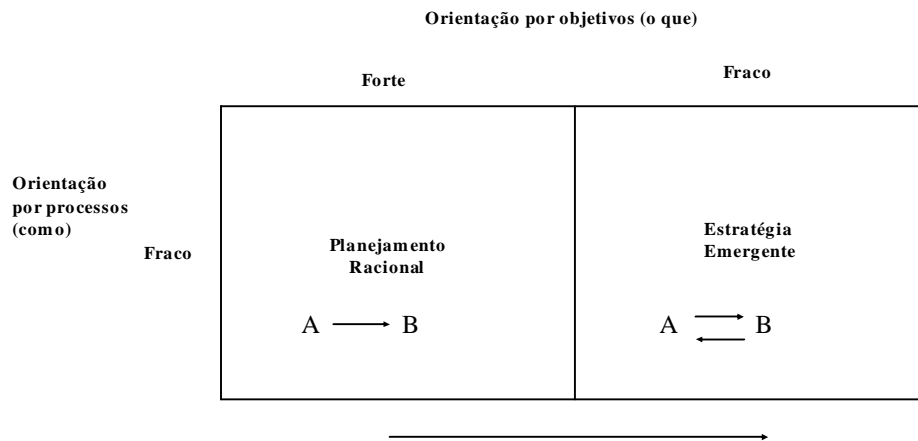 Orientação por objetivos (o que)
Forte
Fraco
Orientação
por processos
(como)
Fraco
Planejamento
Racional
A B
Estratégia
Emergente
A B